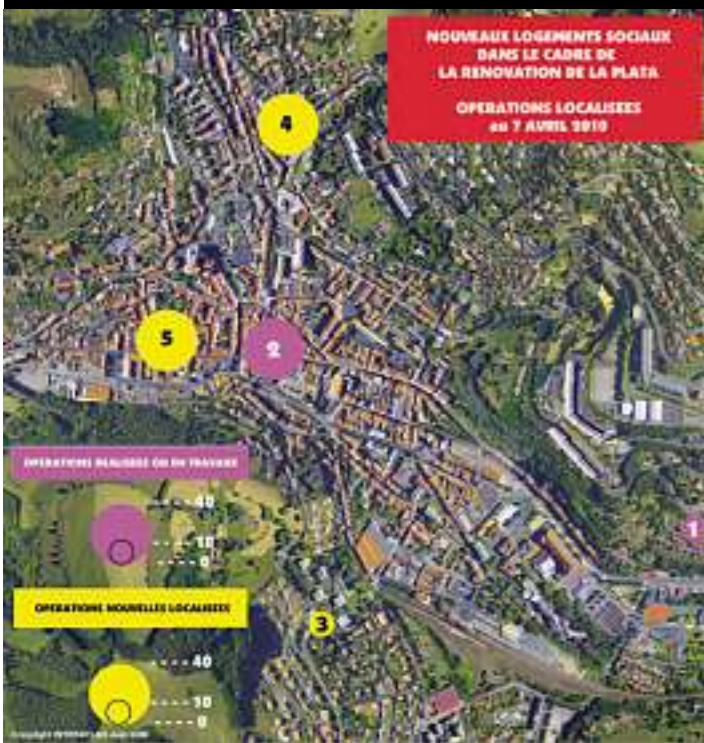 NOUVEAUX LOGEMENTS SOCIAUX
DANS LE CADRE DE
LA RENOVATION DE LA PLATA
OPERATIONS LOCALISEES
au 7 AVRIL 2010
4
5
2
OPERATIONS REALISEES OU EN TRAVAUX
40
10
0
1
OPERATIONS NOUVELLES LOCALISEES
3
40
10
0